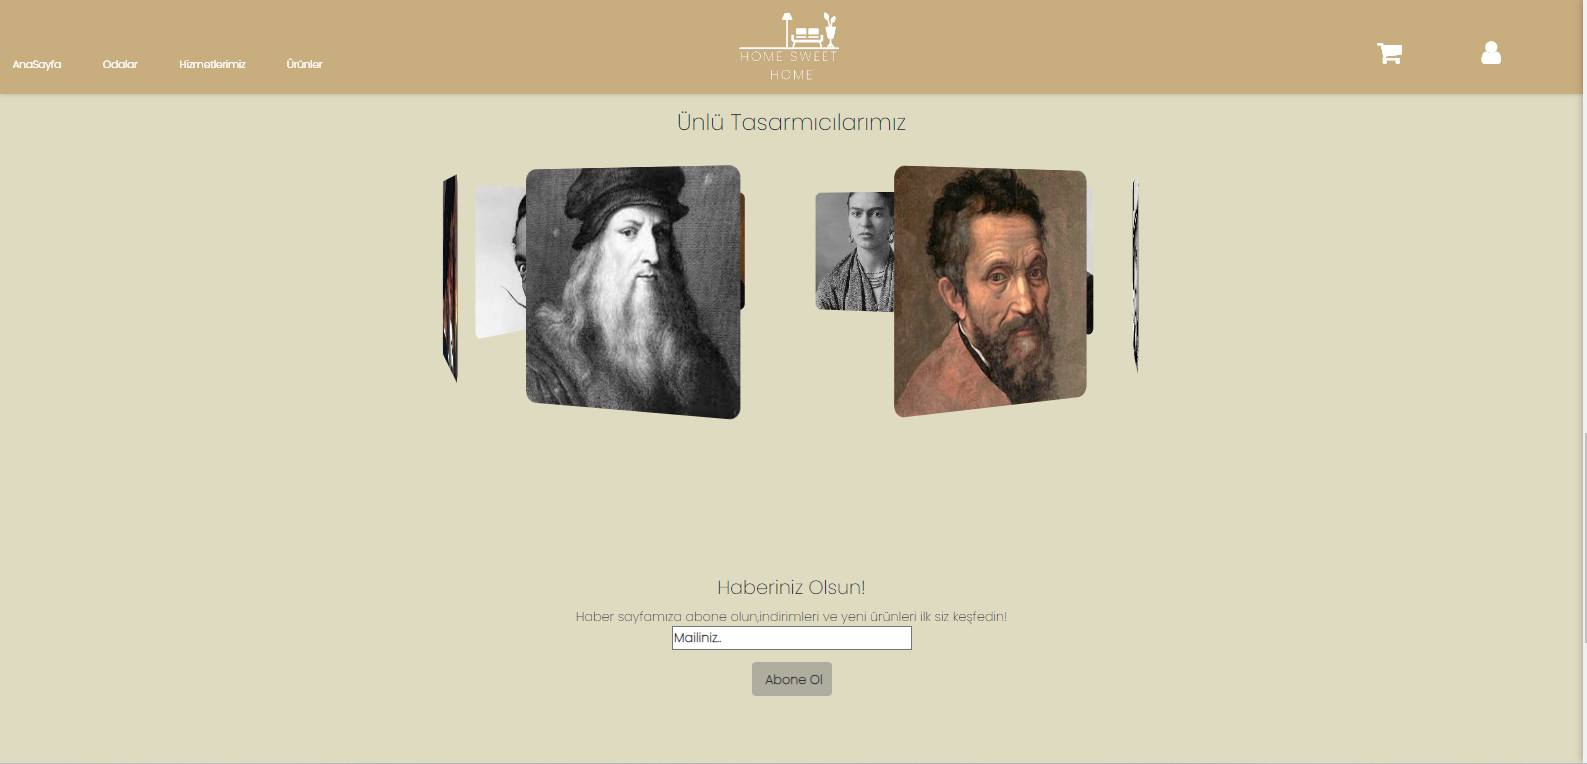 HOME SWEET
HOME
AnaSayfa
Odalar
Hizmetlerimiz
Ürünler
Ünlü Tasarmıcılarımız
Haberiniz Olsun!
Haber sayfamıza abone olun,indirimleri ve yeni ürünleri ilk siz keşfedin!
Mailiniz..
Abone Ol